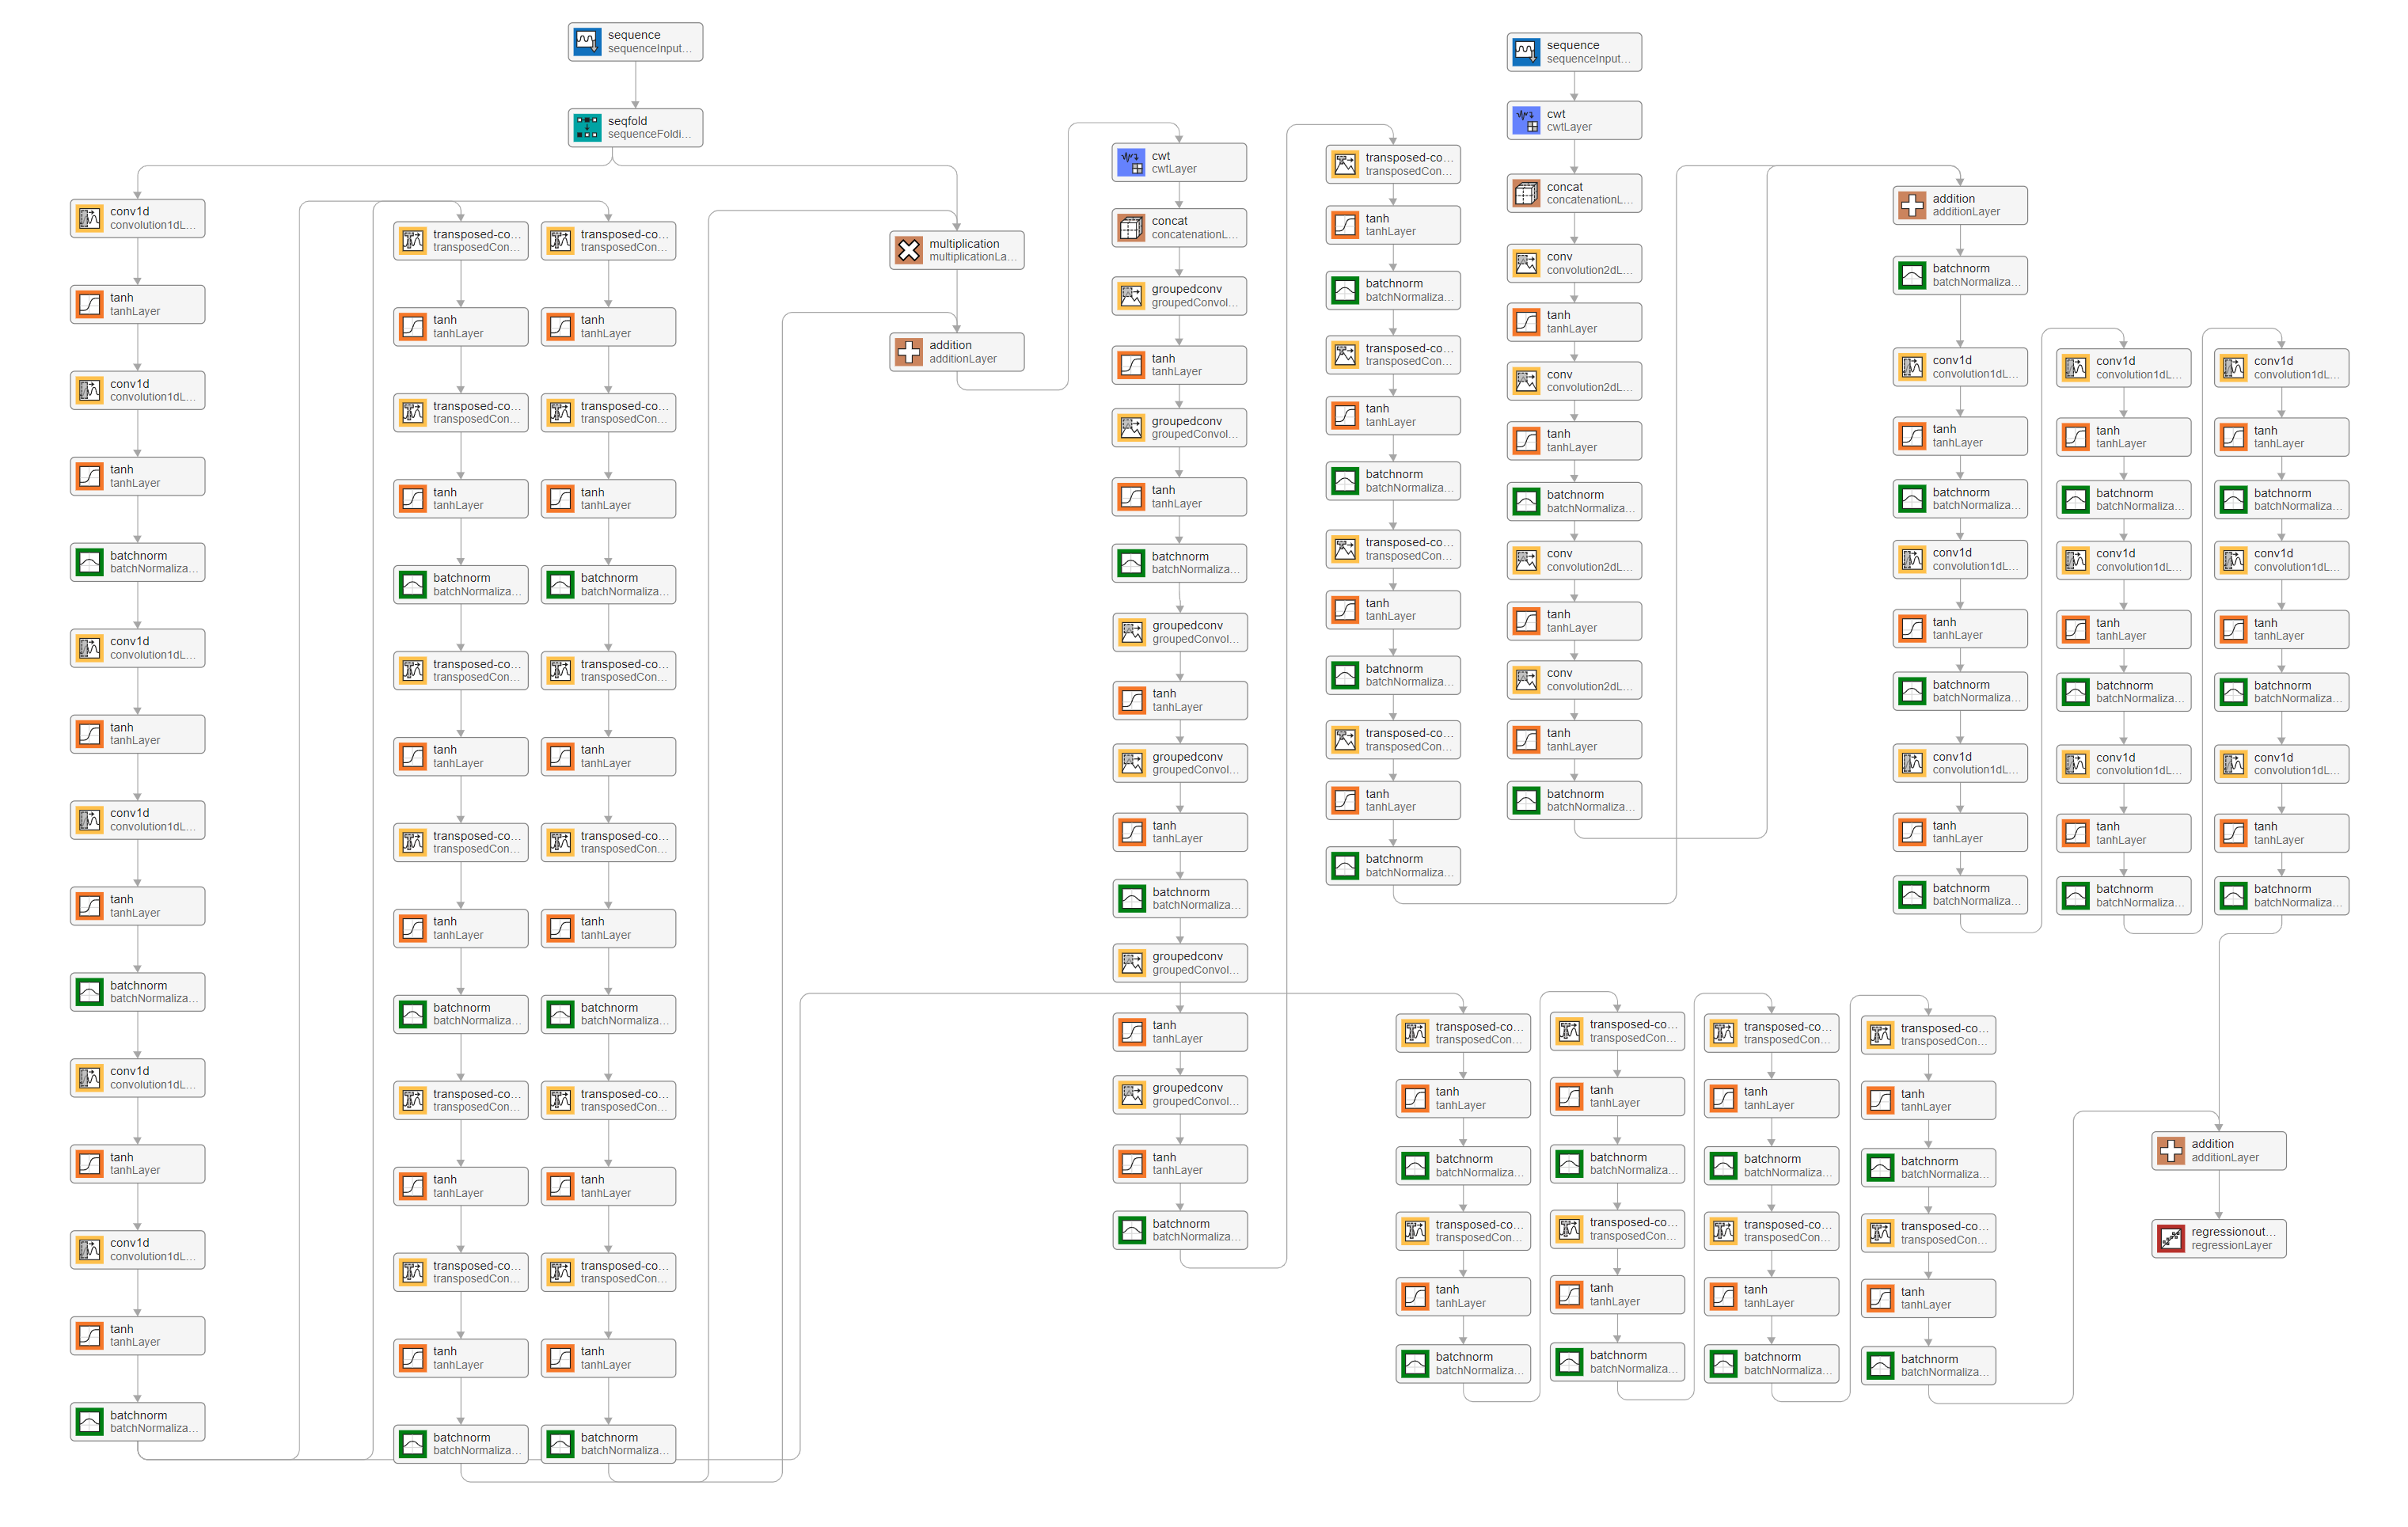 sequence
sequenceInput...
seqfold
sequenceFoldi...
conv1d
convolution1dL...
tanh
tanhLayer
conv1d
convolution1dL...
tanh
tanhLayer
batchnorm
batchNormaliza...
conv1d
convolution1dL...
tanh
tanhLayer
conv1d
convolution1dL...
tanh
tanhLayer
batchnorm
batchNormaliza...
conv1d
convolution1dL...
tanh
tanhLayer
conv1d
convolution1dL...
tanh
tanhLayer
batchnorm
batchNormaliza...
transposed-co...
transposedCon...
tanh
tanhLayer
transposed-co...
transposedCon...
tanh
tanhLayer
batchnorm
batchNormaliza...
transposed-co...
transposedCon...
tanh
tanhLayer
transposed-co...
transposedCon...
tanh
tanhLayer
batchnorm
batchNormaliza...
transposed-co...
transposedCon...
tanh
tanhLayer
transposed-co...
transposedCon...
tanh
tanhLayer
batchnorm
batchNormaliza...
transposed-co...
transposedCon...
tanh
tanhLayer
transposed-co...
transposedCon...
tanh
tanhLayer
batchnorm
batchNormaliza...
transposed-co...
transposedCon...
tanh
tanhLayer
transposed-co...
transposedCon...
tanh
tanhLayer
batchnorm
batchNormaliza...
transposed-co...
transposedCon...
tanh
tanhLayer
transposed-co...
transposedCon...
tanh
tanhLayer
batchnorm
batchNormaliza...
multiplication
multiplicationLa...
addition
additionLayer
cwt
cwtLayer
concat
concatenationL...
groupedconv
groupedConvol...
tanh
tanhLayer
groupedconv
groupedConvol...
tanh
tanhLayer
batchnorm
batchNormaliza...
groupedconv
groupedConvol...
tanh
tanhLayer
groupedconv
groupedConvol...
tanh
tanhLayer
batchnorm
batchNormaliza...
groupedconv
groupedConvol...
tanh
tanhLayer
groupedconv
groupedConvol...
tanh
tanhLayer
batchnorm
batchNormaliza...
transposed-co...
transposedCon...
tanh
tanhLayer
batchnorm
batchNormaliza...
transposed-co...
transposedCon...
tanh
tanhLayer
batchnorm
batchNormaliza...
transposed-co...
transposedCon...
tanh
tanhLayer
batchnorm
batchNormaliza...
transposed-co...
transposedCon...
tanh
tanhLayer
batchnorm
batchNormaliza...
sequence
sequenceInput...
cwt
cwtLayer
concat
concatenationL...
conv
convolution2dL...
tanh
tanhLayer
conv
convolution2dL...
tanh
tanhLayer
batchnorm
batchNormaliza...
conv
convolution2dL...
tanh
tanhLayer
conv
convolution2dL...
tanh
tanhLayer
batchnorm
batchNormaliza...
addition
additionLayer
batchnorm
batchNormaliza...
conv1d
convolution1dL...
tanh
tanhLayer
batchnorm
batchNormaliza...
conv1d
convolution1dL...
tanh
tanhLayer
batchnorm
batchNormaliza...
conv1d
convolution1dL...
tanh
tanhLayer
batchnorm
batchNormaliza...
conv1d
convolution1dL...
tanh
tanhLayer
batchnorm
batchNormaliza...
conv1d
convolution1dL...
tanh
tanhLayer
batchnorm
batchNormaliza...
conv1d
convolution1dL...
tanh
tanhLayer
batchnorm
batchNormaliza...
conv1d
convolution1dL...
tanh
tanhLayer
batchnorm
batchNormaliza...
conv1d
convolution1dL...
tanh
tanhLayer
batchnorm
batchNormaliza...
conv1d
convolution1dL...
tanh
tanhLayer
batchnorm
batchNormaliza...
transposed-co...
transposedCon...
tanh
tanhLayer
batchnorm
batchNormaliza...
transposed-co...
transposedCon...
tanh
tanhLayer
batchnorm
batchNormaliza...
transposed-co...
transposedCon...
tanh
tanhLayer
batchnorm
batchNormaliza...
transposed-co...
transposedCon...
tanh
tanhLayer
batchnorm
batchNormaliza...
transposed-co...
transposedCon...
tanh
tanhLayer
batchnorm
batchNormaliza...
transposed-co...
transposedCon...
tanh
tanhLayer
batchnorm
batchNormaliza...
transposed-co...
transposedCon...
tanh
tanhLayer
batchnorm
batchNormaliza...
transposed-co...
transposedCon...
tanh
tanhLayer
batchnorm
batchNormaliza...
addition
additionLayer
regressionout...
regressionLayer